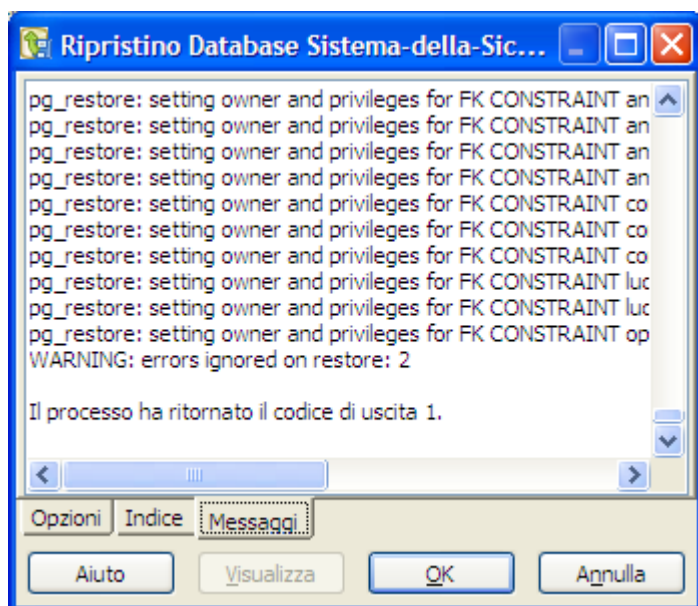 Ripristino Database Sistema-della-Sic...
pg_restore: setting owner and privileges for FK CONSTRAINT an
pg_restore: setting owner and privileges for FK CONSTRAINT an
pg_restore: setting owner and privileges for FK CONSTRAINT an
pg_restore: setting owner and privileges for FK CONSTRAINT an
pg_restore: setting owner and privileges for FK CONSTRAINT co
pg_restore: setting owner and privileges for FK CONSTRAINT co
pg_restore: setting owner and privileges for FK CONSTRAINT co
pg_restore: setting owner and privileges for FK CONSTRAINT luc
pg_restore: setting owner and privileges for FK CONSTRAINT luc
pg_restore: setting owner and privileges for FK CONSTRAINT op
WARNING: errors ignored on restore: 2
Il processo ha ritornato il codice di uscita 1.
Opzioni Indice Messaggi
Aiuto Visualizza OK Annulla